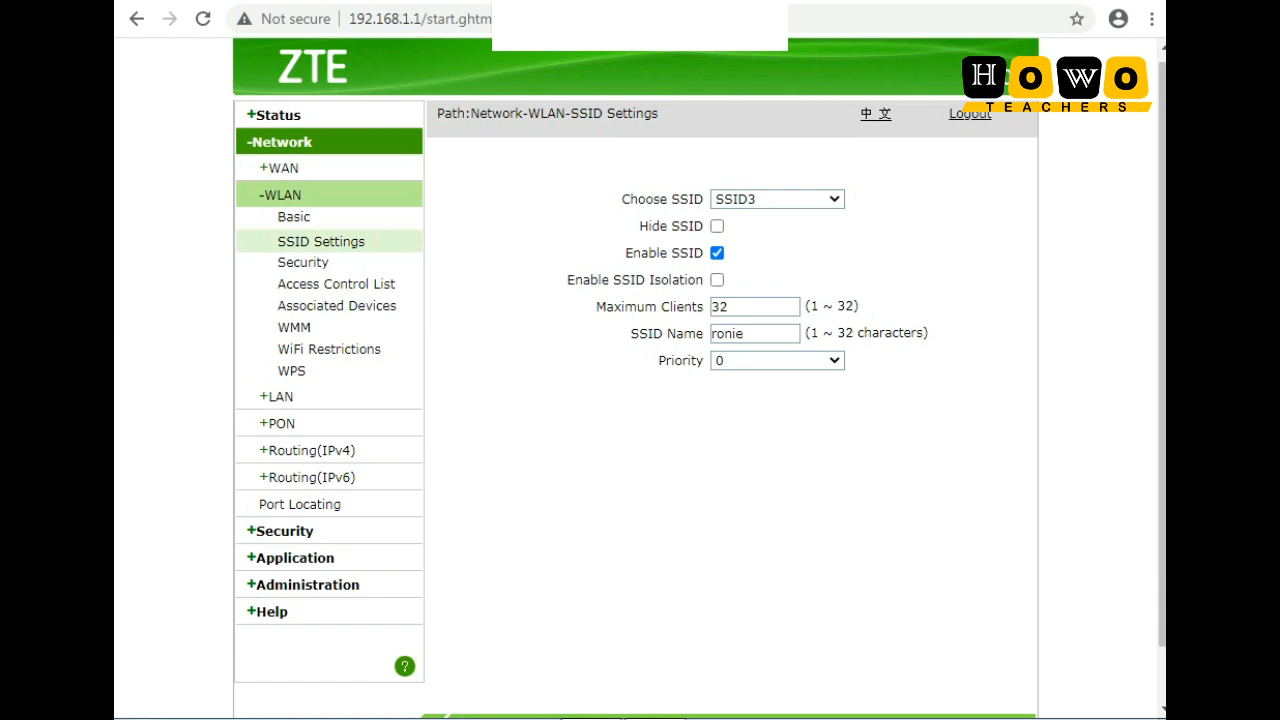 Not secure | 192.168.1.1/start.ghtm
ZTE
HOWO
TEACHERS
+Status
Path:Network-WLAN-SSID Settings
中 文
Logout
-Network
+WAN
-WLAN
Basic
SSID Settings
Security
Access Control List
Associated Devices
WMM
WiFi Restrictions
WPS
+LAN
+PON
+Routing(IPv4)
+Routing(IPv6)
Port Locating
+Security
+Application
+Administration
+Help
?
Choose SSID SSID3
Hide SSID
Enable SSID
Enable SSID Isolation
Maximum Clients 32 (1 ~ 32)
SSID Name ronie (1 ~ 32 characters)
Priority 0